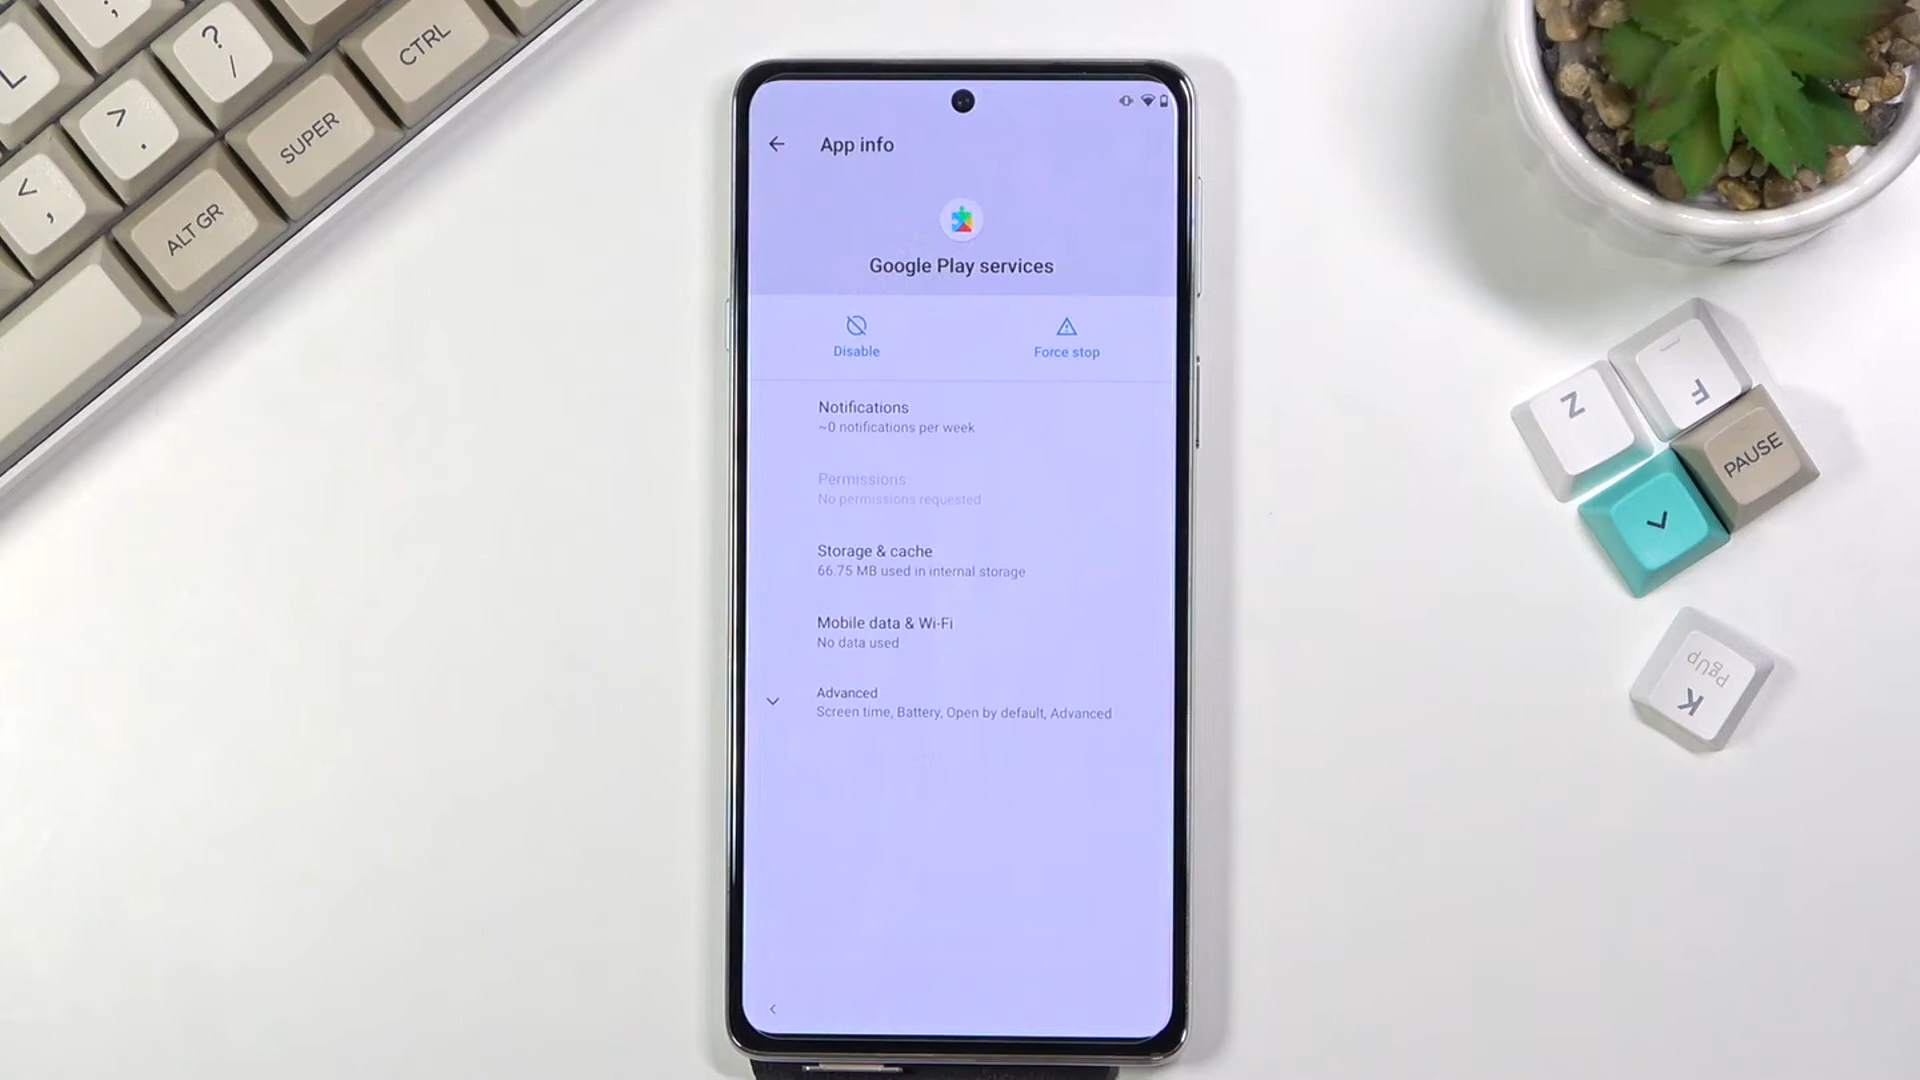 L
;
?
/
CTRL
>
.
SUPER
<
,
ALT GR
App info
Google Play services
Disable
Force stop
Notifications
~0 notifications per week
Permissions
No permissions requested
Storage & cache
66.75 MB used in internal storage
Mobile data & Wi-Fi
No data used
Advanced
Screen time, Battery, Open by default, Advanced
Z
F
PAUSE
PgUp
K